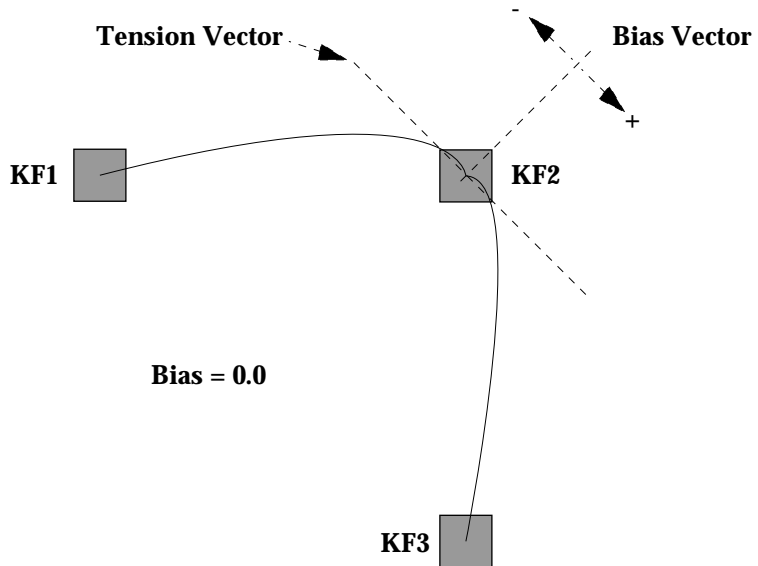 -
Tension Vector
Bias Vector
+
KF1
KF2
Bias = 0.0
KF3